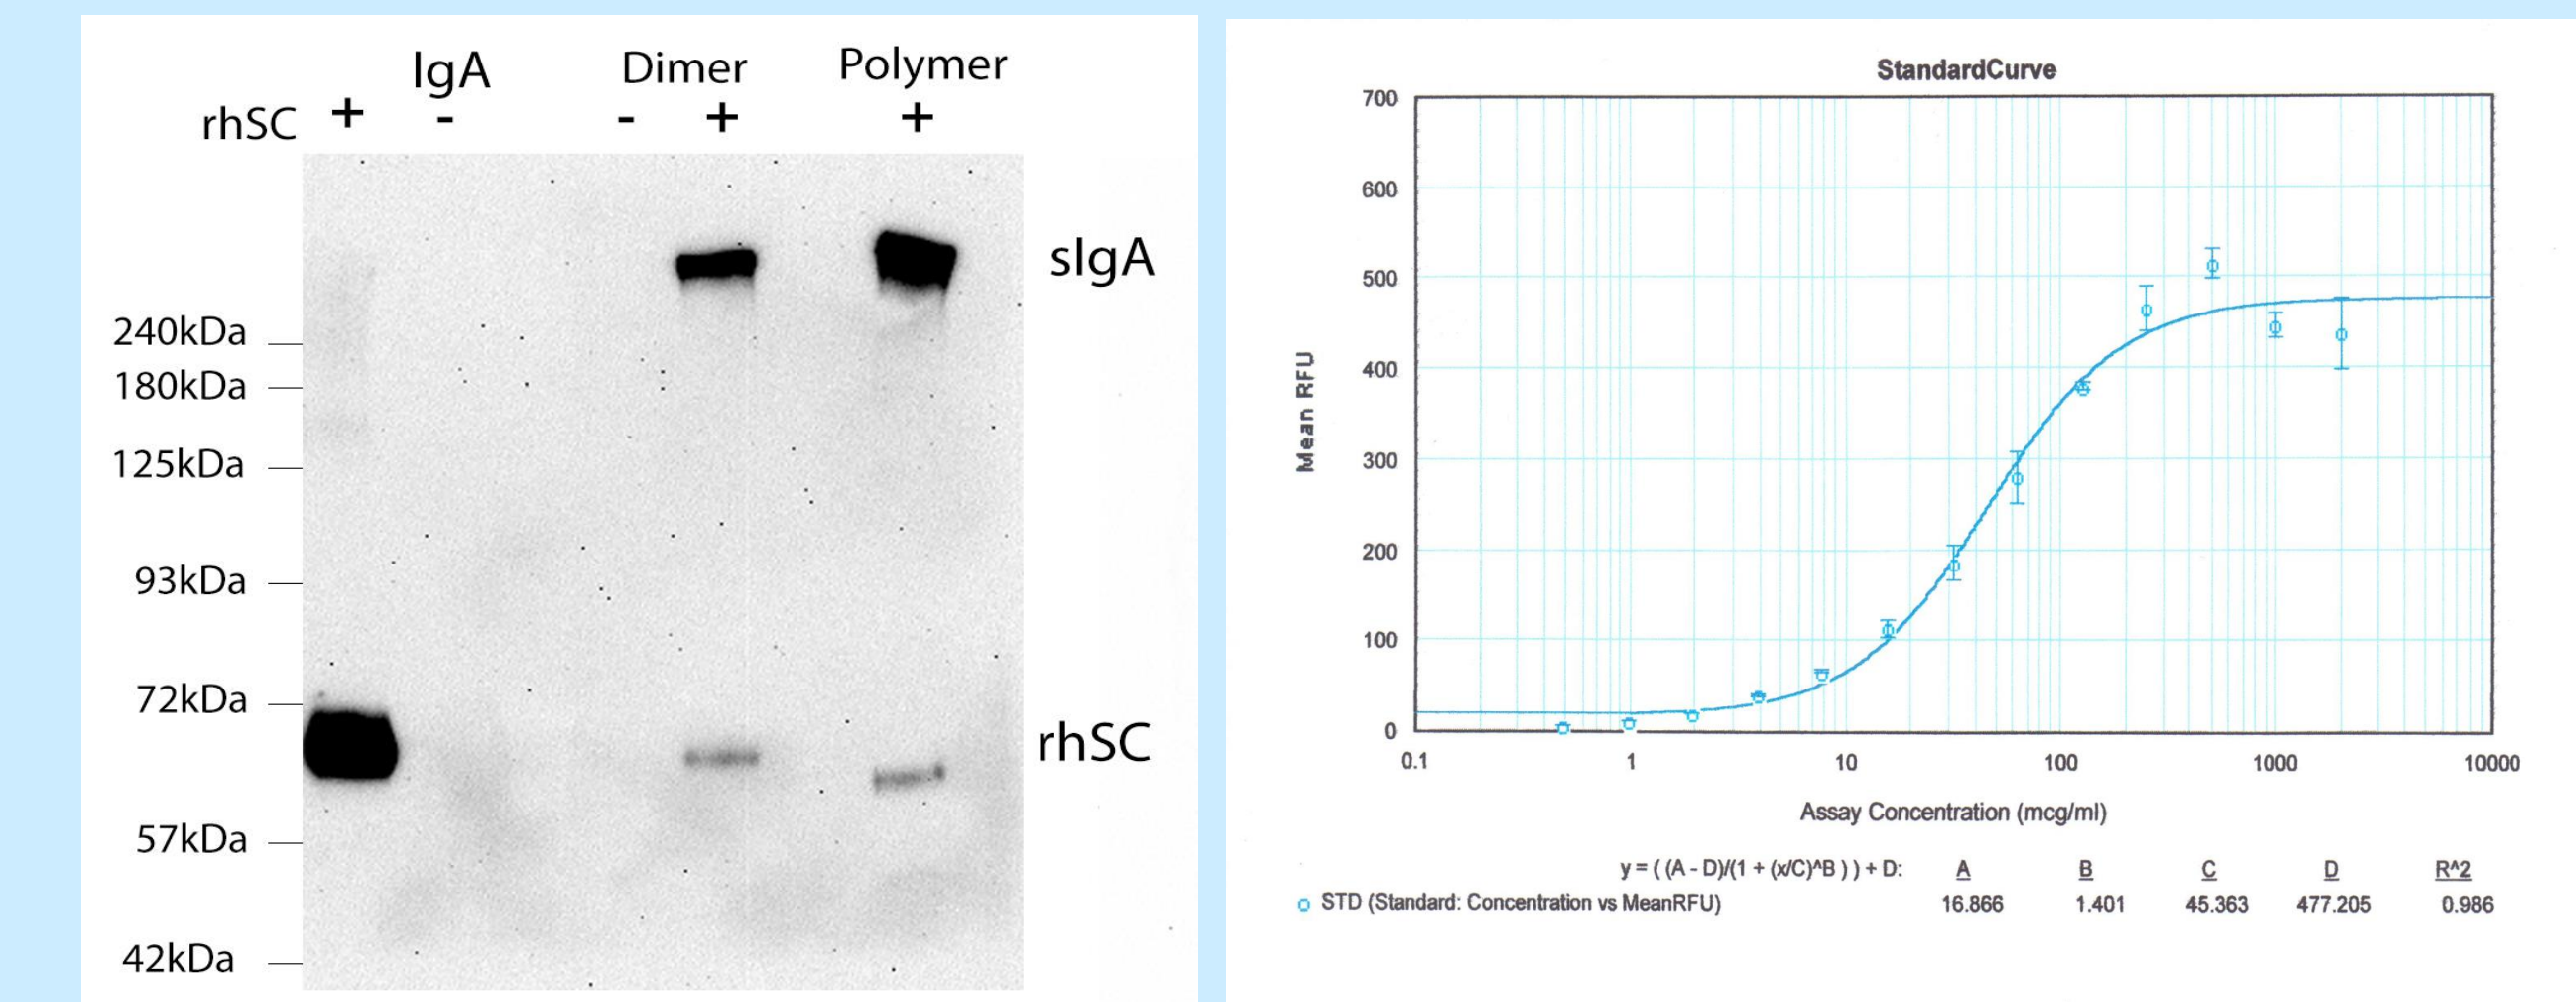 IgA Dimer Polymer
rhSC + - - + +
sIgA
240kDa
180kDa
125kDa
93kDa
72kDa
rhSC
57kDa
42kDa
StandardCurve
700
600
500
400
300
200
100
0
Mean RFU
0.1 1 10 100 1000 10000
Assay Concentration (mcg/ml)
y = ( (A - D)/(1 + (x/C)^B ) ) + D: A B C D R^2
STD (Standard: Concentration vs MeanRFU) 16.866 1.401 45.363 477.205 0.986